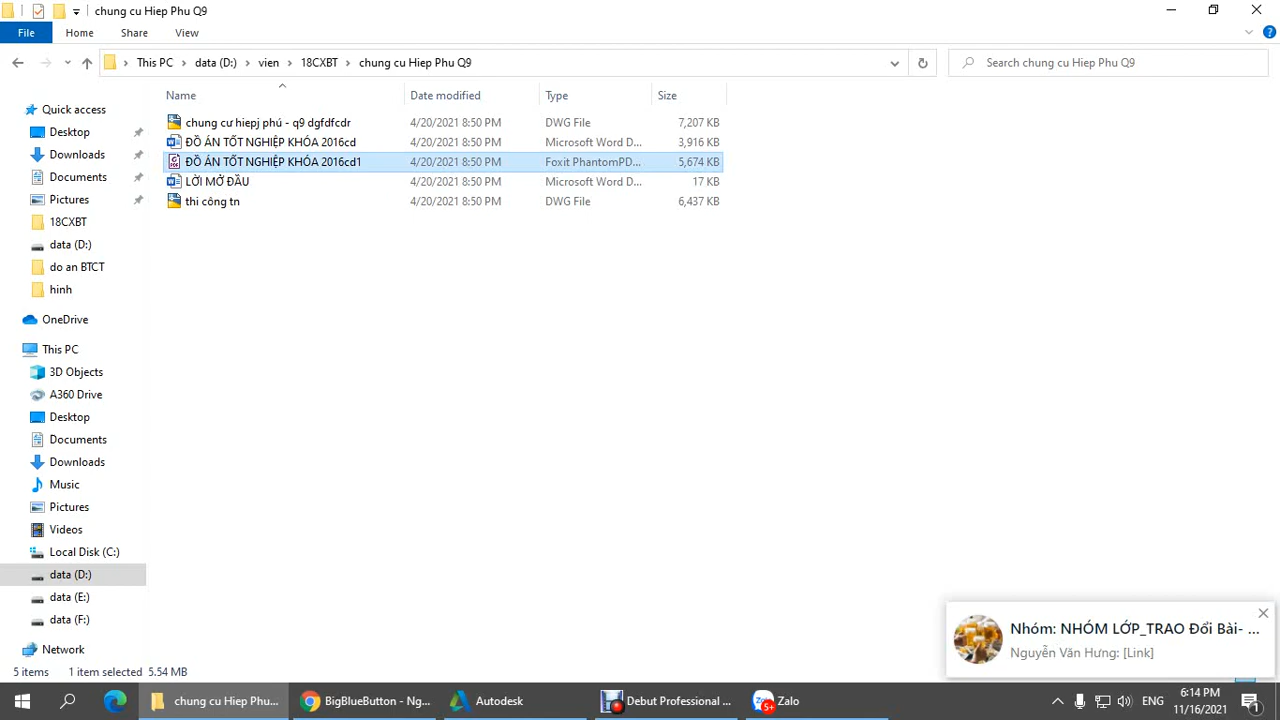 chung cu Hiep Phu Q9
File Home Share View
This PC data (D:) vien 18CXBT chung cu Hiep Phu Q9
Search chung cu Hiep Phu Q9
Name Date modified Type Size
chung cư hiepj phú - q9 dgfdfcdr 4/20/2021 8:50 PM DWG File 7,207 KB
ĐỒ ÁN TỐT NGHIỆP KHÓA 2016cd 4/20/2021 8:50 PM Microsoft Word D... 3,916 KB
ĐỒ ÁN TỐT NGHIỆP KHÓA 2016cd1 4/20/2021 8:50 PM Foxit PhantomPD... 5,674 KB
LỜI MỞ ĐẦU 4/20/2021 8:50 PM Microsoft Word D... 17 KB
thi công tn 4/20/2021 8:50 PM DWG File 6,437 KB
Quick access
Desktop
Downloads
Documents
Pictures
18CXBT
data (D:)
do an BTCT
hinh
OneDrive
This PC
3D Objects
A360 Drive
Desktop
Documents
Downloads
Music
Pictures
Videos
Local Disk (C:)
data (D:)
data (E:)
data (F:)
Network
Nhóm: NHÓM LỚP_TRAO Đổi Bài- ...
Nguyễn Văn Hưng: [Link]
5 items 1 item selected 5.54 MB
chung cu Hiep Phu... BigBlueButton - Ng... Autodesk Debut Professional ... 5+ Zalo
ENG 6:14 PM
11/16/2021 1